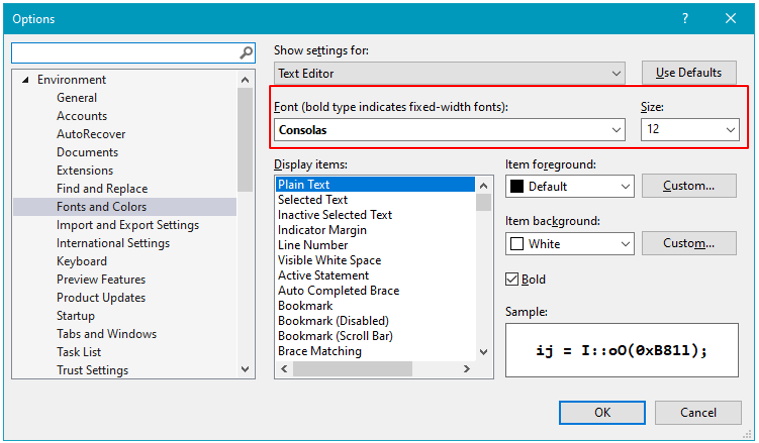 Options
?
Environment
General
Accounts
AutoRecover
Documents
Extensions
Find and Replace
Fonts and Colors
Import and Export Settings
International Settings
Keyboard
Preview Features
Product Updates
Startup
Tabs and Windows
Task List
Trust Settings
Show settings for:
Text Editor
Use Defaults
Font (bold type indicates fixed-width fonts):
Size:
Consolas
12
Display items:
Plain Text
Selected Text
Inactive Selected Text
Indicator Margin
Line Number
Visible White Space
Active Statement
Auto Completed Brace
Bookmark
Bookmark (Disabled)
Bookmark (Scroll Bar)
Brace Matching
Item foreground:
Default
Custom...
Item background:
White
Custom...
Bold
Sample:
ij = I::oO(0xB81l);
OK
Cancel